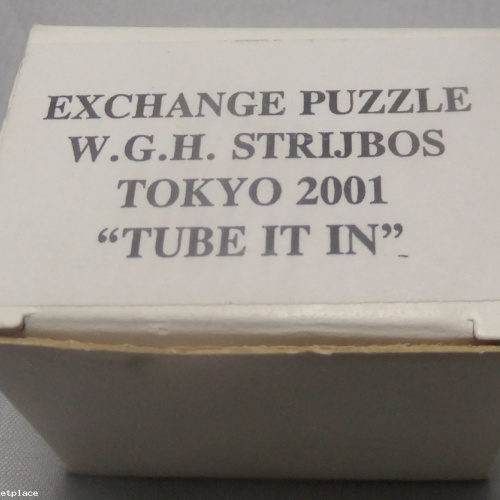 EXCHANGE PUZZLE
W.G.H. STRIJBOS
TOKYO 2001
“TUBE IT IN”
etplace